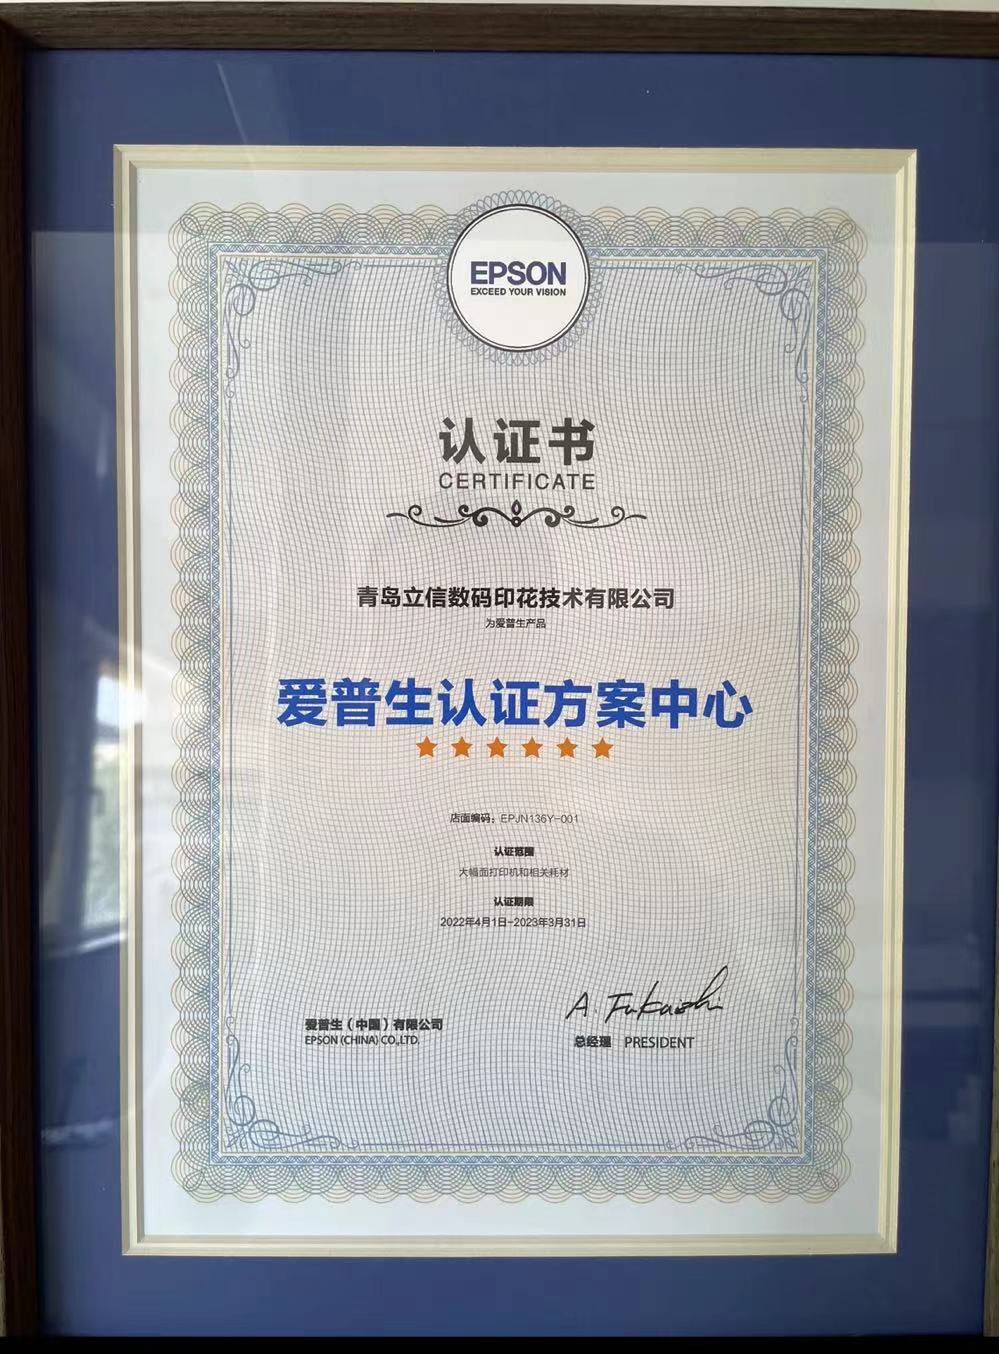 EPSON
EXCEED YOUR VISION
认证书
CERTIFICATE
青岛立信数码印花技术有限公司
为爱普生产品
爱普生认证方案中心
店面编码：EPJN136Y-001
认证范围
大幅面打印机和相关耗材
认证期限
2022年4月1日-2023年3月31日
A. Fukaishi
爱普生（中国）有限公司
EPSON (CHINA) CO.,LTD.
总经理 PRESIDENT